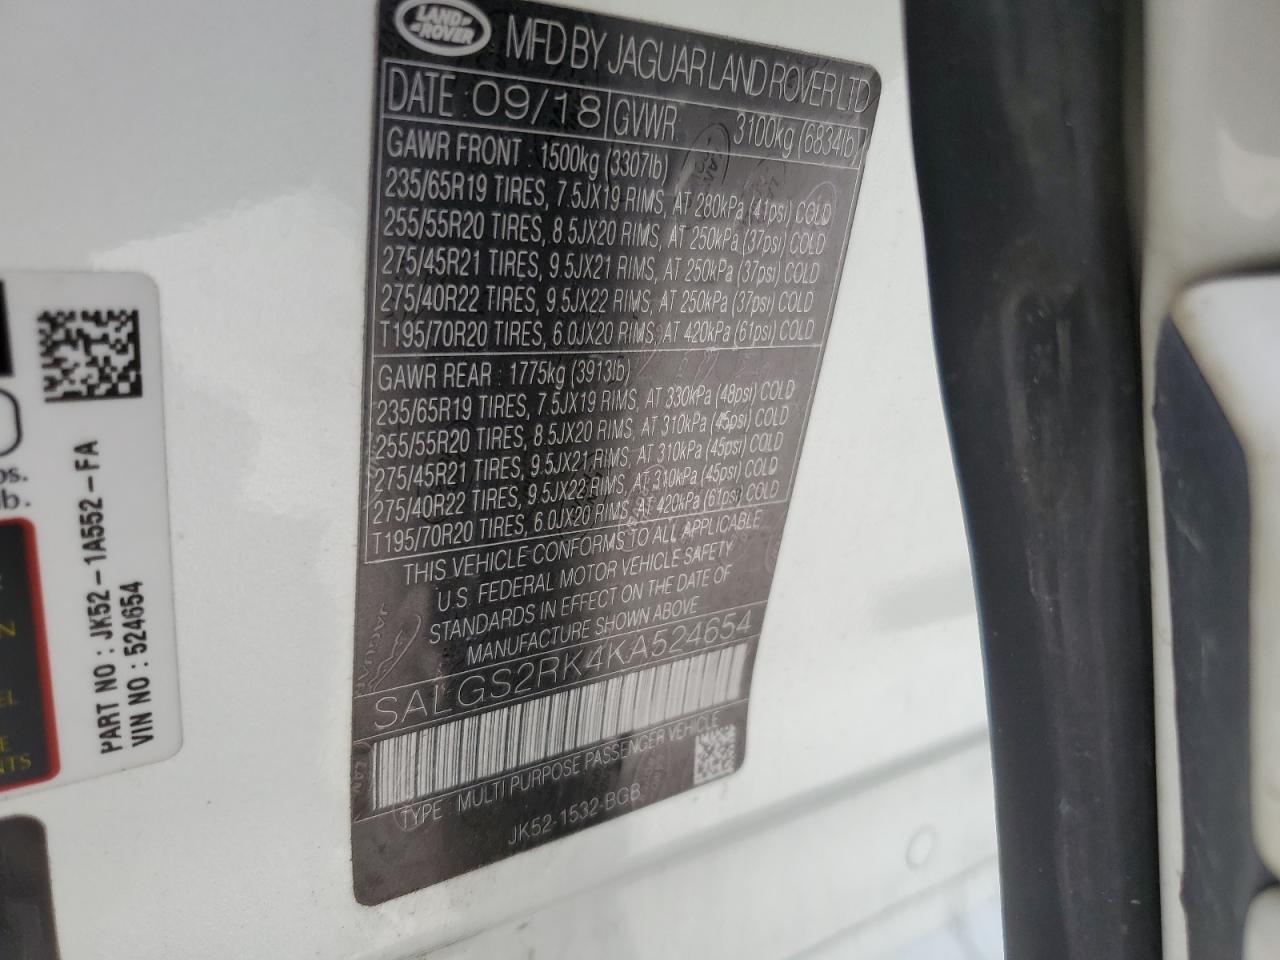 LAND ROVER
MFD BY JAGUAR LAND ROVER LTD
DATE 09/18 GVWR 3100kg (6834lb)
GAWR FRONT 1500kg (3307lb)
235/65R19 TIRES, 7.5JX19 RIMS, AT 280kPa (41psi) COLD
255/55R20 TIRES, 8.5JX20 RIMS, AT 250kPa (37psi) COLD
275/45R21 TIRES, 9.5JX21 RIMS, AT 250kPa (37psi) COLD
275/40R22 TIRES, 9.5JX22 RIMS, AT 250kPa (37psi) COLD
T195/70R20 TIRES, 6.0JX20 RIMS, AT 420kPa (61psi) COLD
GAWR REAR 1775kg (3913lb)
235/65R19 TIRES, 7.5JX19 RIMS, AT 330kPa (48psi) COLD
255/55R20 TIRES, 8.5JX20 RIMS, AT 310kPa (45psi) COLD
275/45R21 TIRES, 9.5JX21 RIMS, AT 310kPa (45psi) COLD
275/40R22 TIRES, 9.5JX22 RIMS, AT 310kPa (45psi) COLD
T195/70R20 TIRES, 6.0JX20 RIMS, AT 420kPa (61psi) COLD
THIS VEHICLE CONFORMS TO ALL APPLICABLE
U.S. FEDERAL MOTOR VEHICLE SAFETY
STANDARDS IN EFFECT ON THE DATE OF
MANUFACTURE SHOWN ABOVE
SALGS2RK4KA524654
TYPE : MULTI PURPOSE PASSENGER VEHICLE
JK52-1532-BGB
PART NO : JK52-1A552-FA
VIN NO : 524654